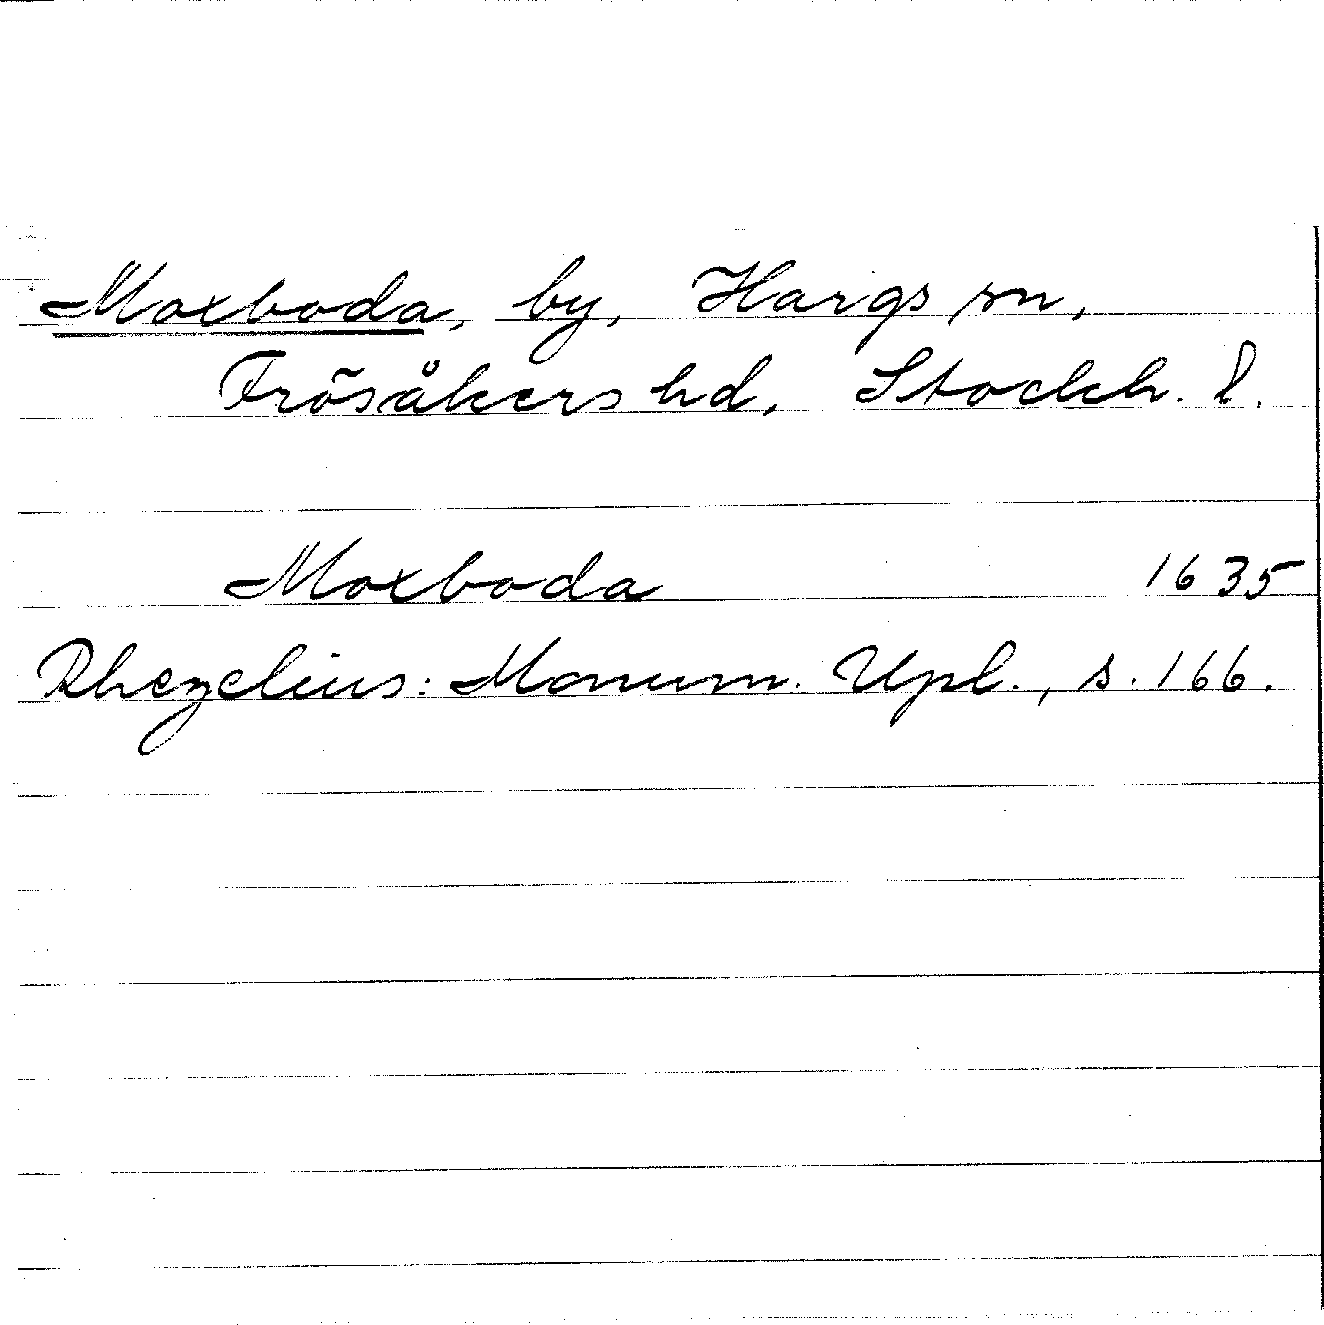 Moxboda, by, Hargs sn,
Frösåkers hd, Stockh. l.
Moxboda 1635
Rhezelius: Monum. Upl., s. 166.